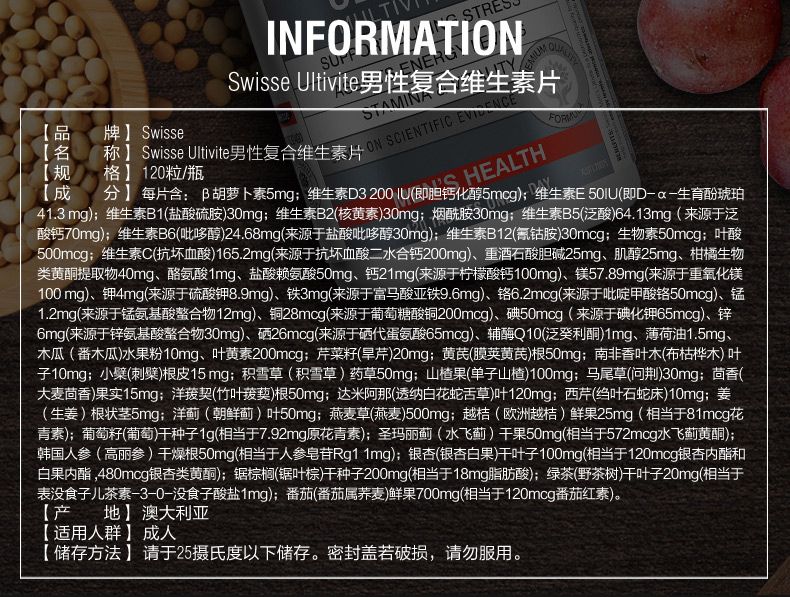 INFORMATION
Swisse Ultivite男性复合维生素片
MEN'S HEALTH
ON SCIENTIFIC EVIDENCE
【品　　牌】Swisse
【名　　称】Swisse Ultivite男性复合维生素片
【规　　格】120粒/瓶
【成　　分】每片含： β胡萝卜素5mg；维生素D3 200 IU(即胆钙化醇5mcg)；维生素E 50IU(即D-α-生育酚琥珀
41.3 mg)；维生素B1(盐酸硫胺)30mg；维生素B2(核黄素)30mg；烟酰胺30mg；维生素B5(泛酸)64.13mg（来源于泛
酸钙70mg)；维生素B6(吡哆醇)24.68mg(来源于盐酸吡哆醇30mg)；维生素B12(氰钴胺)30mcg；生物素50mcg；叶酸
500mcg；维生素C(抗坏血酸)165.2mg(来源于抗坏血酸二水合钙200mg)、重酒石酸胆碱25mg、肌醇25mg、柑橘生物
类黄酮提取物40mg、酪氨酸1mg、盐酸赖氨酸50mg、钙21mg(来源于柠檬酸钙100mg)、镁57.89mg(来源于重氧化镁
100 mg)、钾4mg(来源于硫酸钾8.9mg)、铁3mg(来源于富马酸亚铁9.6mg)、铬6.2mcg(来源于吡啶甲酸铬50mcg)、锰
1.2mg(来源于锰氨基酸螯合物12mg)、铜28mcg(来源于葡萄糖酸铜200mcg)、碘50mcg（来源于碘化钾65mcg)、锌
6mg(来源于锌氨基酸螯合物30mg)、硒26mcg(来源于硒代蛋氨酸65mcg)、辅酶Q10(泛癸利酮)1mg、薄荷油1.5mg、
木瓜（番木瓜)水果粉10mg、叶黄素200mcg；芹菜籽(旱芹)20mg；黄芪(膜荚黄芪)根50mg；南非香叶木(布枯桦木) 叶
子10mg；小檗(刺檗)根皮15 mg；积雪草（积雪草）药草50mg；山楂果(单子山楂)100mg；马尾草(问荆)30mg；茴香(
大麦茴香)果实15mg；洋菝葜(竹叶菝葜)根50mg；达米阿那(透纳白花蛇舌草)叶120mg；西芹(绉叶石蛇床)10mg；姜
（生姜）根状茎5mg；洋蓟（朝鲜蓟）叶50mg；燕麦草(燕麦)500mg；越桔（欧洲越桔）鲜果25mg（相当于81mcg花
青素；葡萄籽(葡萄)干种子1g(相当于7.92mg原花青素)；圣玛丽蓟（水飞蓟）干果50mg(相当于572mcg水飞蓟黄酮)；
韩国人参（高丽参）干燥根50mg(相当于人参皂苷Rg1 1mg)；银杏(银杏白果)干叶子100mg(相当于120mcg银杏内酯和
白果内酯 ,480mcg银杏类黄酮)；锯棕榈(锯叶棕)干种子200mg(相当于18mg脂肪酸)；绿茶(野茶树)干叶子20mg(相当于
表没食子儿茶素-3-0-没食子酸盐1mg)；番茄(番茄属荞麦)鲜果700mg(相当于120mcg番茄红素)。
【产　　地】澳大利亚
【适用人群】成人
【储存方法】请于25摄氏度以下储存。密封盖若破损，请勿服用。